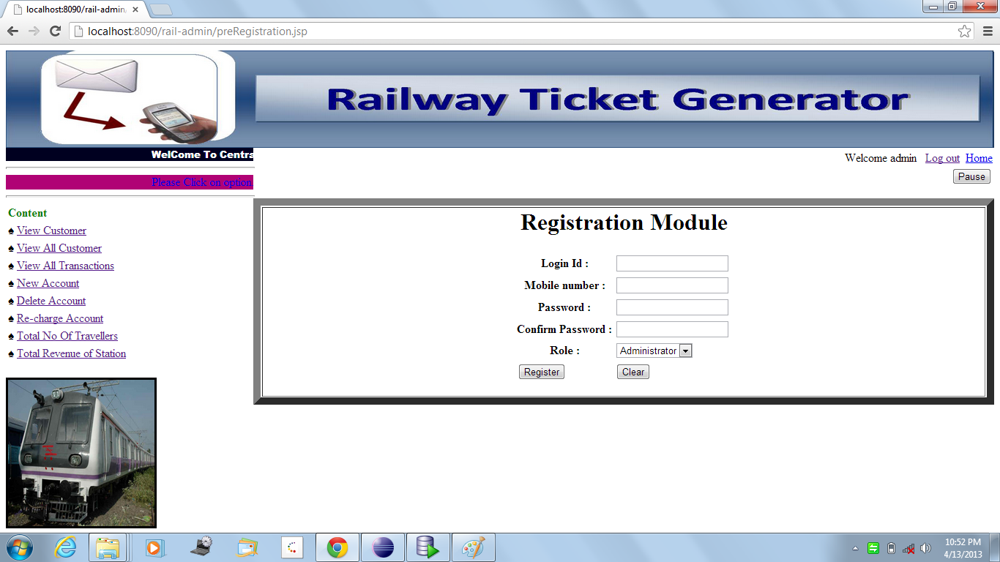 localhost:8090/rail-admin/
localhost:8090/rail-admin/preRegistration.jsp
Railway Ticket Generator
WelCome To Centra
Welcome admin Log out Home
Please Click on option
Pause
Content
♠ View Customer
♠ View All Customer
♠ View All Transactions
♠ New Account
♠ Delete Account
♠ Re-charge Account
♠ Total No Of Travellers
♠ Total Revenue of Station
Registration Module
Login Id :
Mobile number :
Password :
Confirm Password :
Role : Administrator
Register Clear
10:52 PM
4/13/2013